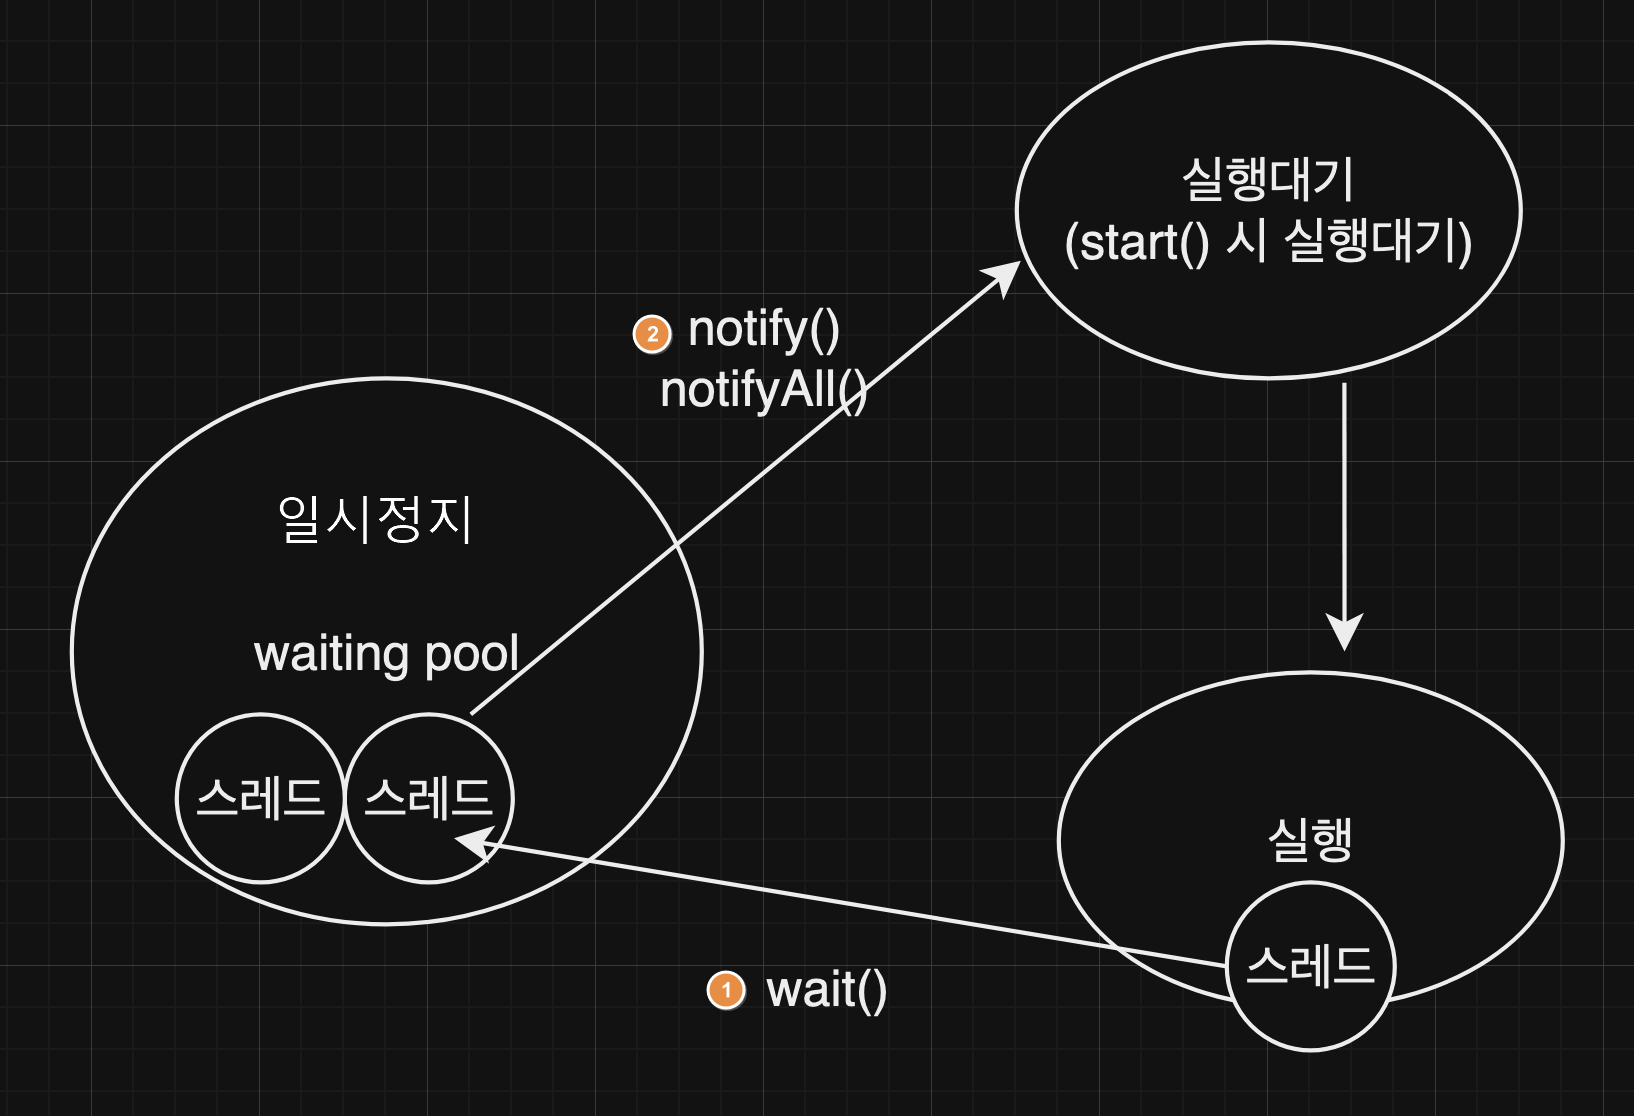 실행대기
(start() 시 실행대기)
2 notify()
notifyAll()
일시정지
waiting pool
스레드 스레드
실행
스레드
1 wait()